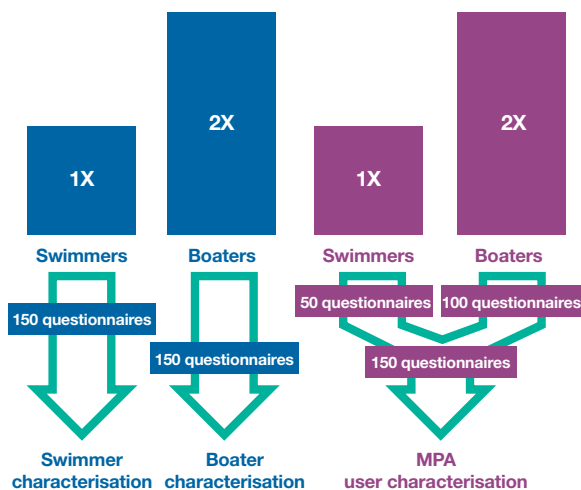 1X
2X
1X
2X
Swimmers
Boaters
Swimmers
Boaters
150 questionnaires
150 questionnaires
50 questionnaires
100 questionnaires
150 questionnaires
Swimmer
characterisation
Boater
characterisation
MPA
user characterisation